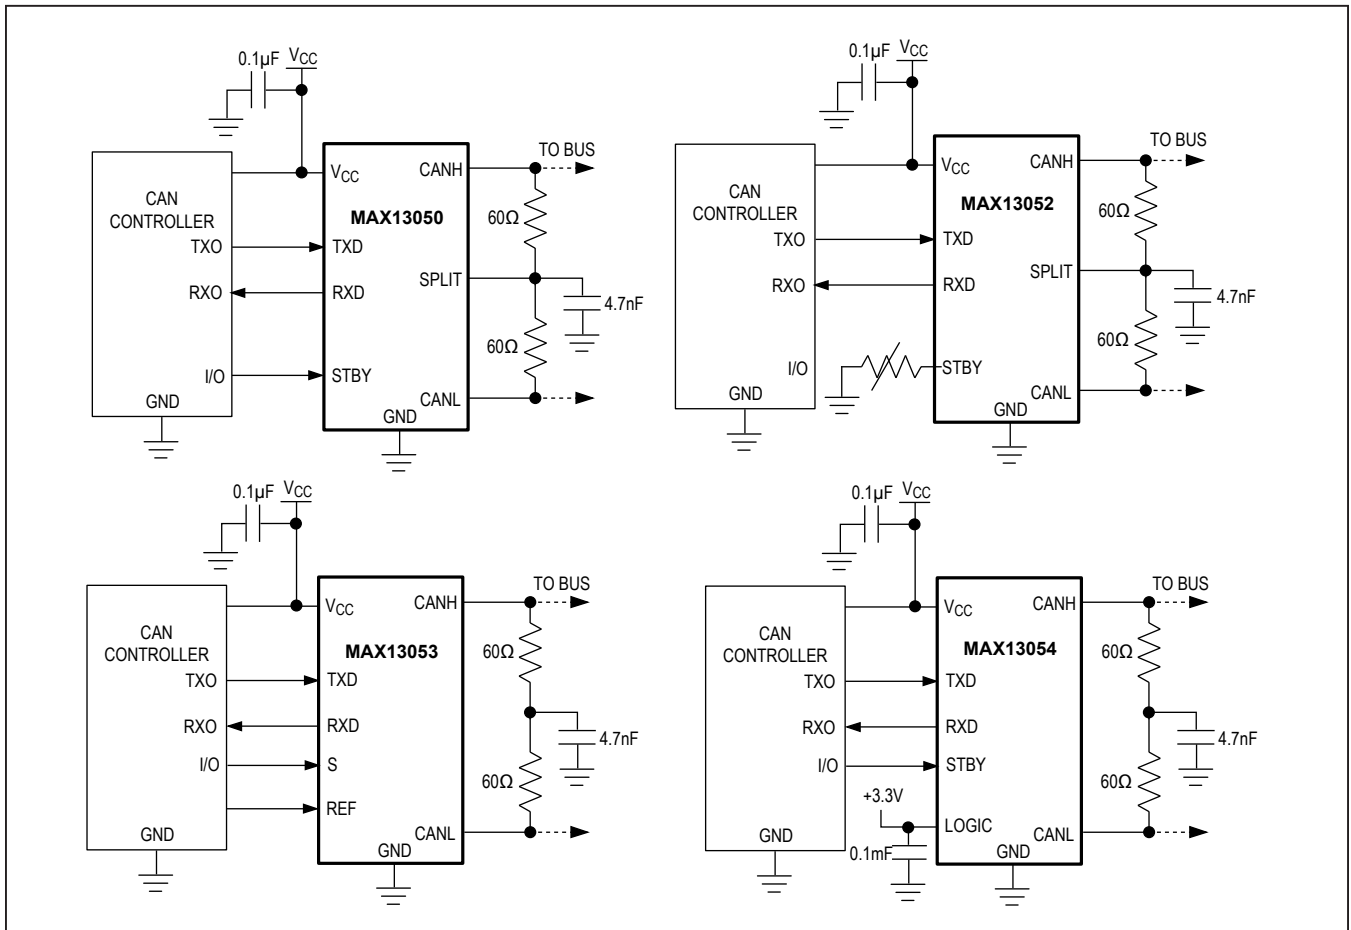 0.1µF
VCC
CAN
CONTROLLER
TXO
RXO
I/O
GND
VCC
MAX13050
TXD
RXD
STBY
GND
CANH
SPLIT
CANL
TO BUS
60Ω
60Ω
4.7nF
0.1µF
VCC
CAN
CONTROLLER
TXO
RXO
I/O
GND
VCC
MAX13052
TXD
RXD
STBY
GND
CANH
SPLIT
CANL
TO BUS
60Ω
60Ω
4.7nF
0.1µF
VCC
CAN
CONTROLLER
TXO
RXO
I/O
GND
VCC
MAX13053
TXD
RXD
S
REF
GND
CANH
CANL
TO BUS
60Ω
60Ω
4.7nF
0.1µF
VCC
CAN
CONTROLLER
TXO
RXO
I/O
GND
+3.3V
0.1mF
VCC
MAX13054
TXD
RXD
STBY
LOGIC
GND
CANH
CANL
TO BUS
60Ω
60Ω
4.7nF